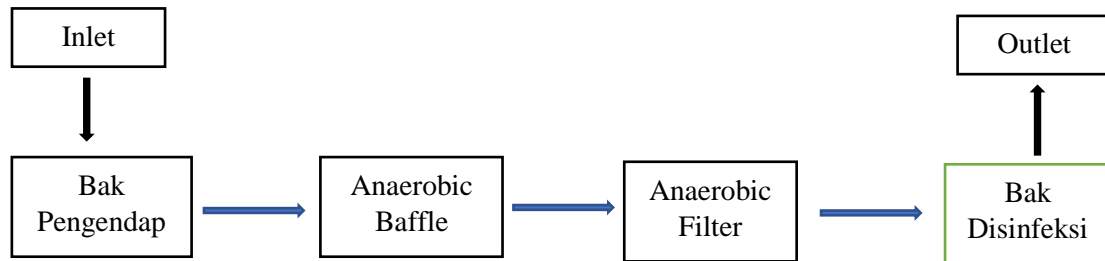 Inlet
Outlet
Bak
Pengendap
Anaerobic
Baffle
Anaerobic
Filter
Bak
Disinfeksi